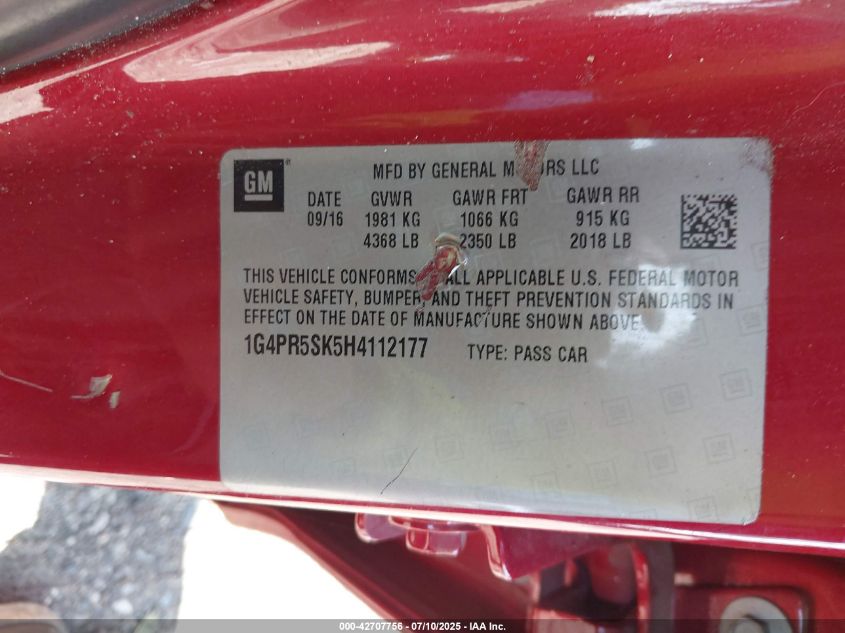 GM
MFD BY GENERAL M RS LLC
DATE GVWR GAWR FRT GAWR RR
09/16 1981 KG 1066 KG 915 KG
4368 LB 2350 LB 2018 LB
THIS VEHICLE CONFORMS ALL APPLICABLE U.S. FEDERAL MOTOR
VEHICLE SAFETY, BUMPER, AND THEFT PREVENTION STANDARDS IN
EFFECT ON THE DATE OF MANUFACTURE SHOWN ABOVE
1G4PR5SK5H4112177 TYPE: PASS CAR
000-42707756 - 07/10/2025 - IAA Inc.